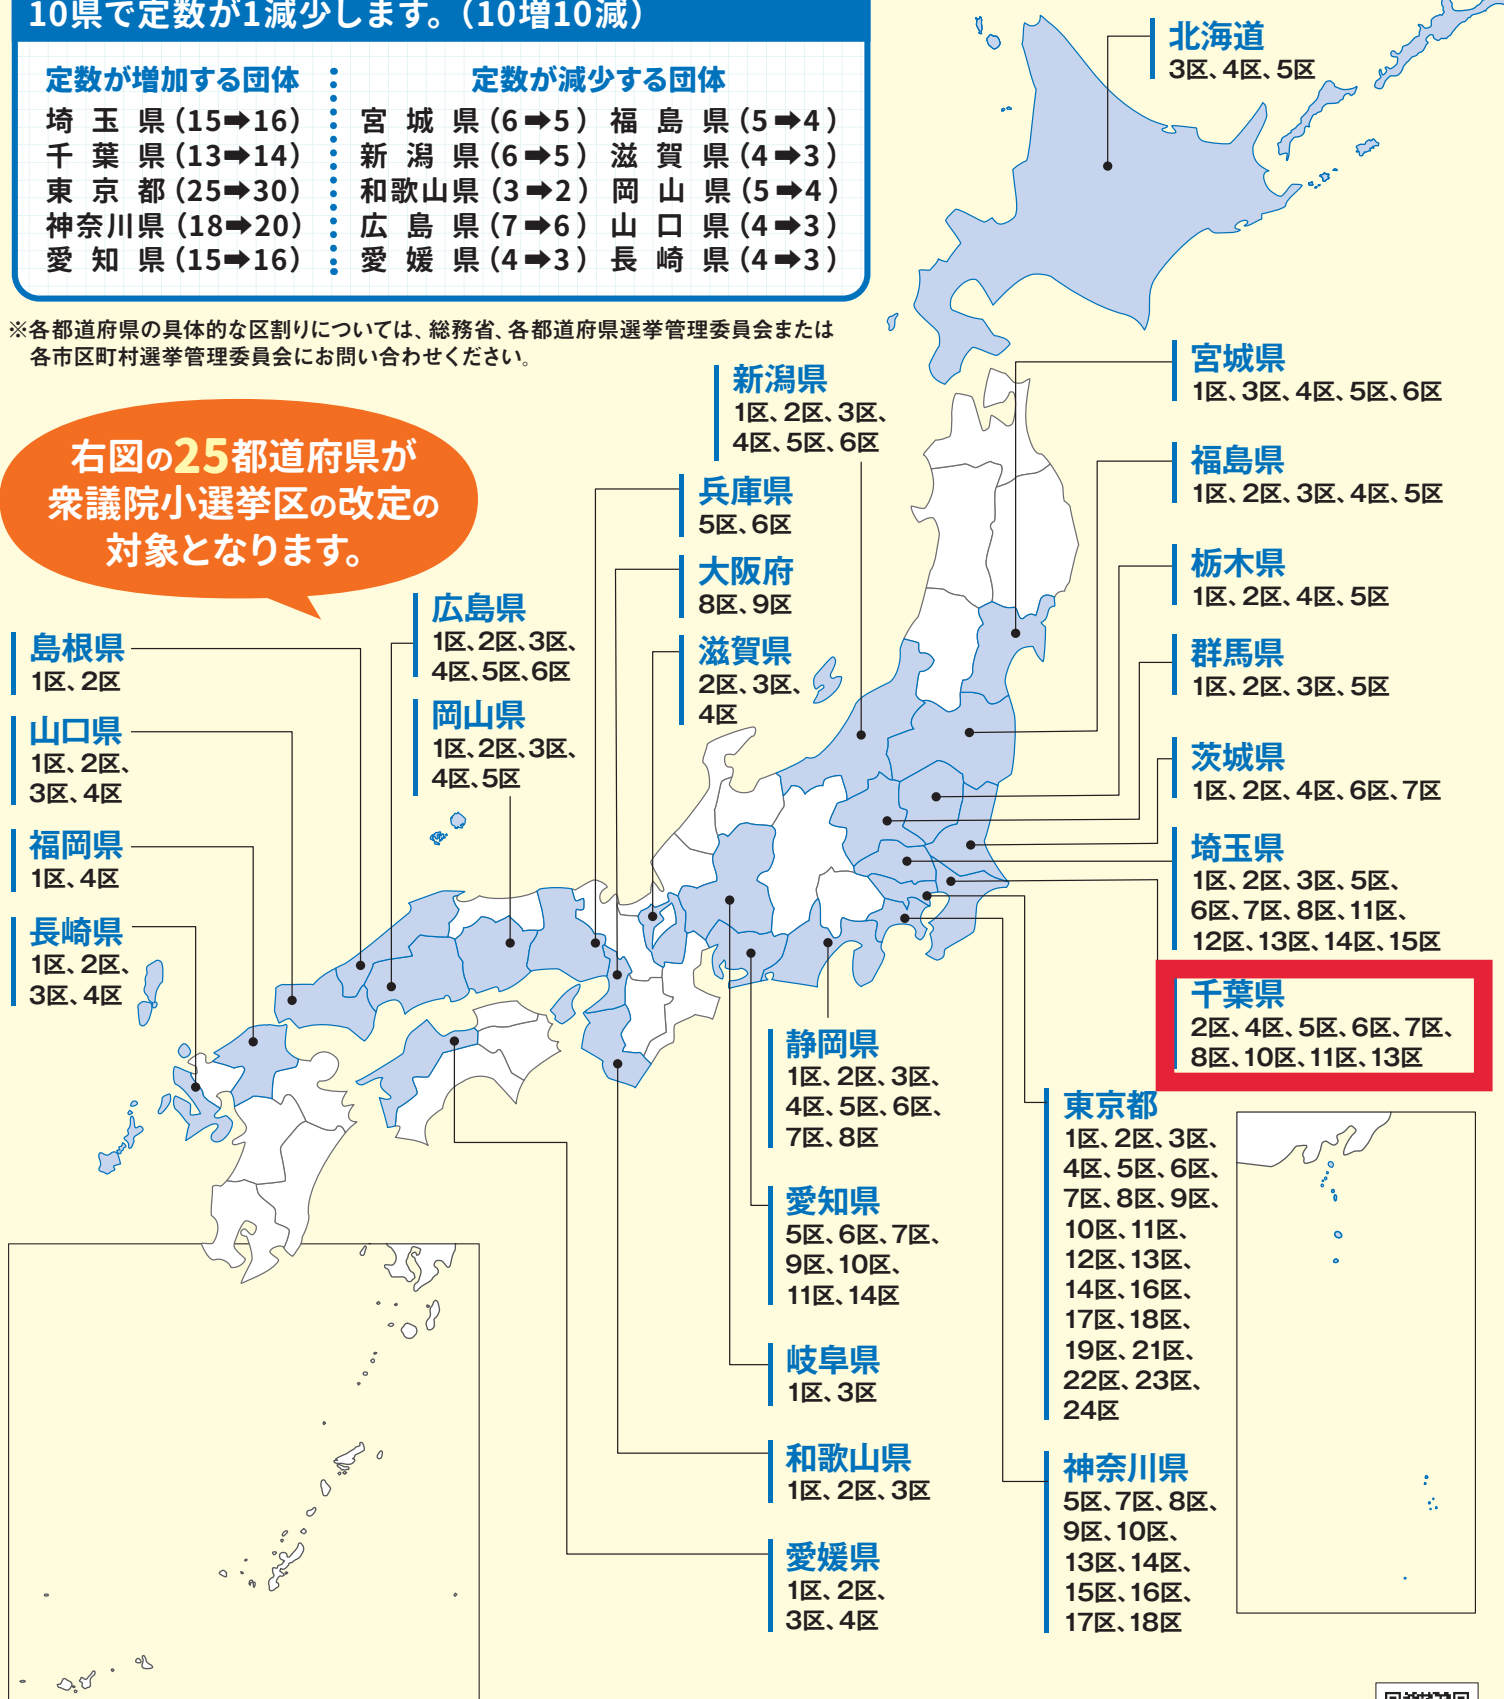 10県で定数が1減少します。（10増10減）
定数が増加する団体
埼玉県（15➡16）
千葉県（13➡14）
東京都（25➡30）
神奈川県（18➡20）
愛知県（15➡16）
定数が減少する団体
宮城県（6➡5） 福島県（5➡4）
新潟県（6➡5） 滋賀県（4➡3）
和歌山県（3➡2） 岡山県（5➡4）
広島県（7➡6） 山口県（4➡3）
愛媛県（4➡3） 長崎県（4➡3）
※各都道府県の具体的な区割りについては、総務省、各都道府県選挙管理委員会または
各市区町村選挙管理委員会にお問い合わせください。
右図の25都道府県が
衆議院小選挙区の改定の
対象となります。
北海道
3区、4区、5区
宮城県
1区、3区、4区、5区、6区
福島県
1区、2区、3区、4区、5区
栃木県
1区、2区、4区、5区
群馬県
1区、2区、3区、5区
茨城県
1区、2区、4区、6区、7区
埼玉県
1区、2区、3区、5区、
6区、7区、8区、11区、
12区、13区、14区、15区
千葉県
2区、4区、5区、6区、7区、
8区、10区、11区、13区
東京都
1区、2区、3区、
4区、5区、6区、
7区、8区、9区、
10区、11区、
12区、13区、
14区、16区、
17区、18区、
19区、21区、
22区、23区、
24区
神奈川県
5区、7区、8区、
9区、10区、
13区、14区、
15区、16区、
17区、18区
新潟県
1区、2区、3区、
4区、5区、6区
兵庫県
5区、6区
大阪府
8区、9区
滋賀県
2区、3区、
4区
広島県
1区、2区、3区、
4区、5区、6区
岡山県
1区、2区、3区、
4区、5区
島根県
1区、2区
山口県
1区、2区、
3区、4区
福岡県
1区、4区
長崎県
1区、2区、
3区、4区
静岡県
1区、2区、3区、
4区、5区、6区、
7区、8区
愛知県
5区、6区、7区、
9区、10区、
11区、14区
岐阜県
1区、3区
和歌山県
1区、2区、3区
愛媛県
1区、2区、
3区、4区